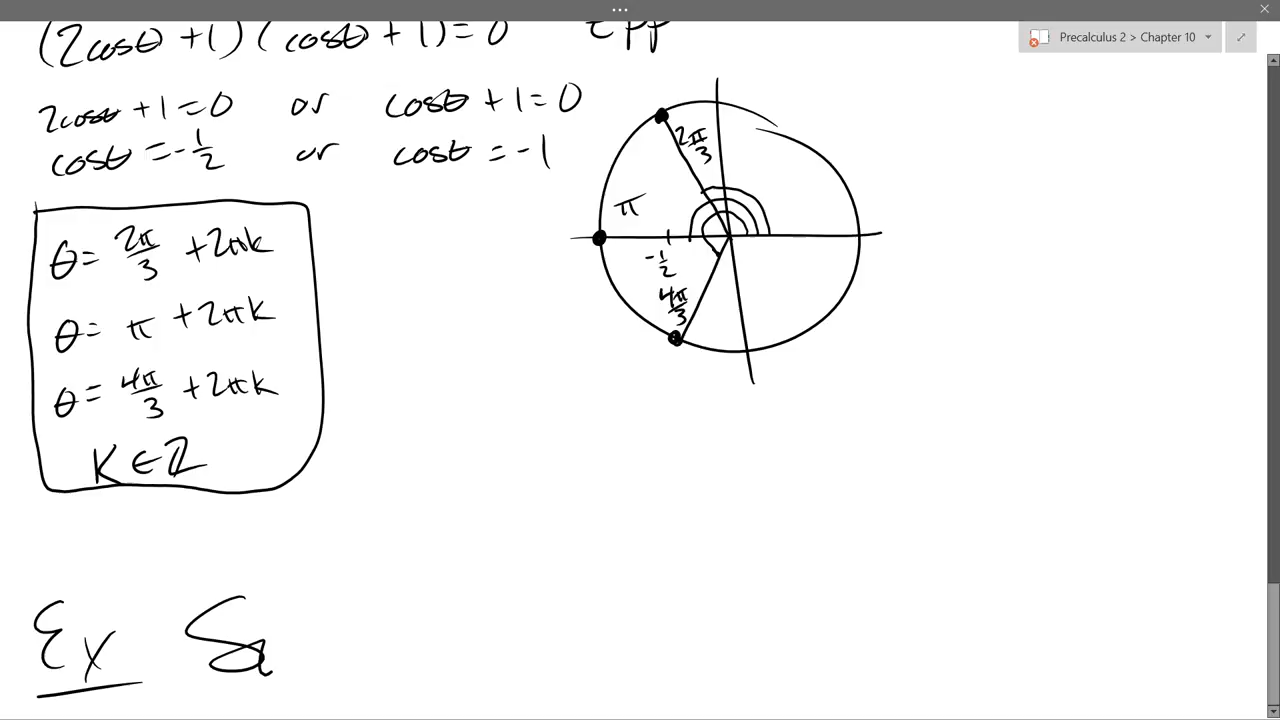 Precalculus 2 > Chapter 10
(2cosθ +1)(cosθ +1)=0 ZPP
2cosθ +1=0 or cosθ +1=0
cosθ = -1/2 or cosθ = -1
θ = 2π/3 + 2πk
θ = π + 2πk
θ = 4π/3 + 2πk
K ∈ ℤ
2π/3
π
-1/2
4π/3
Ex